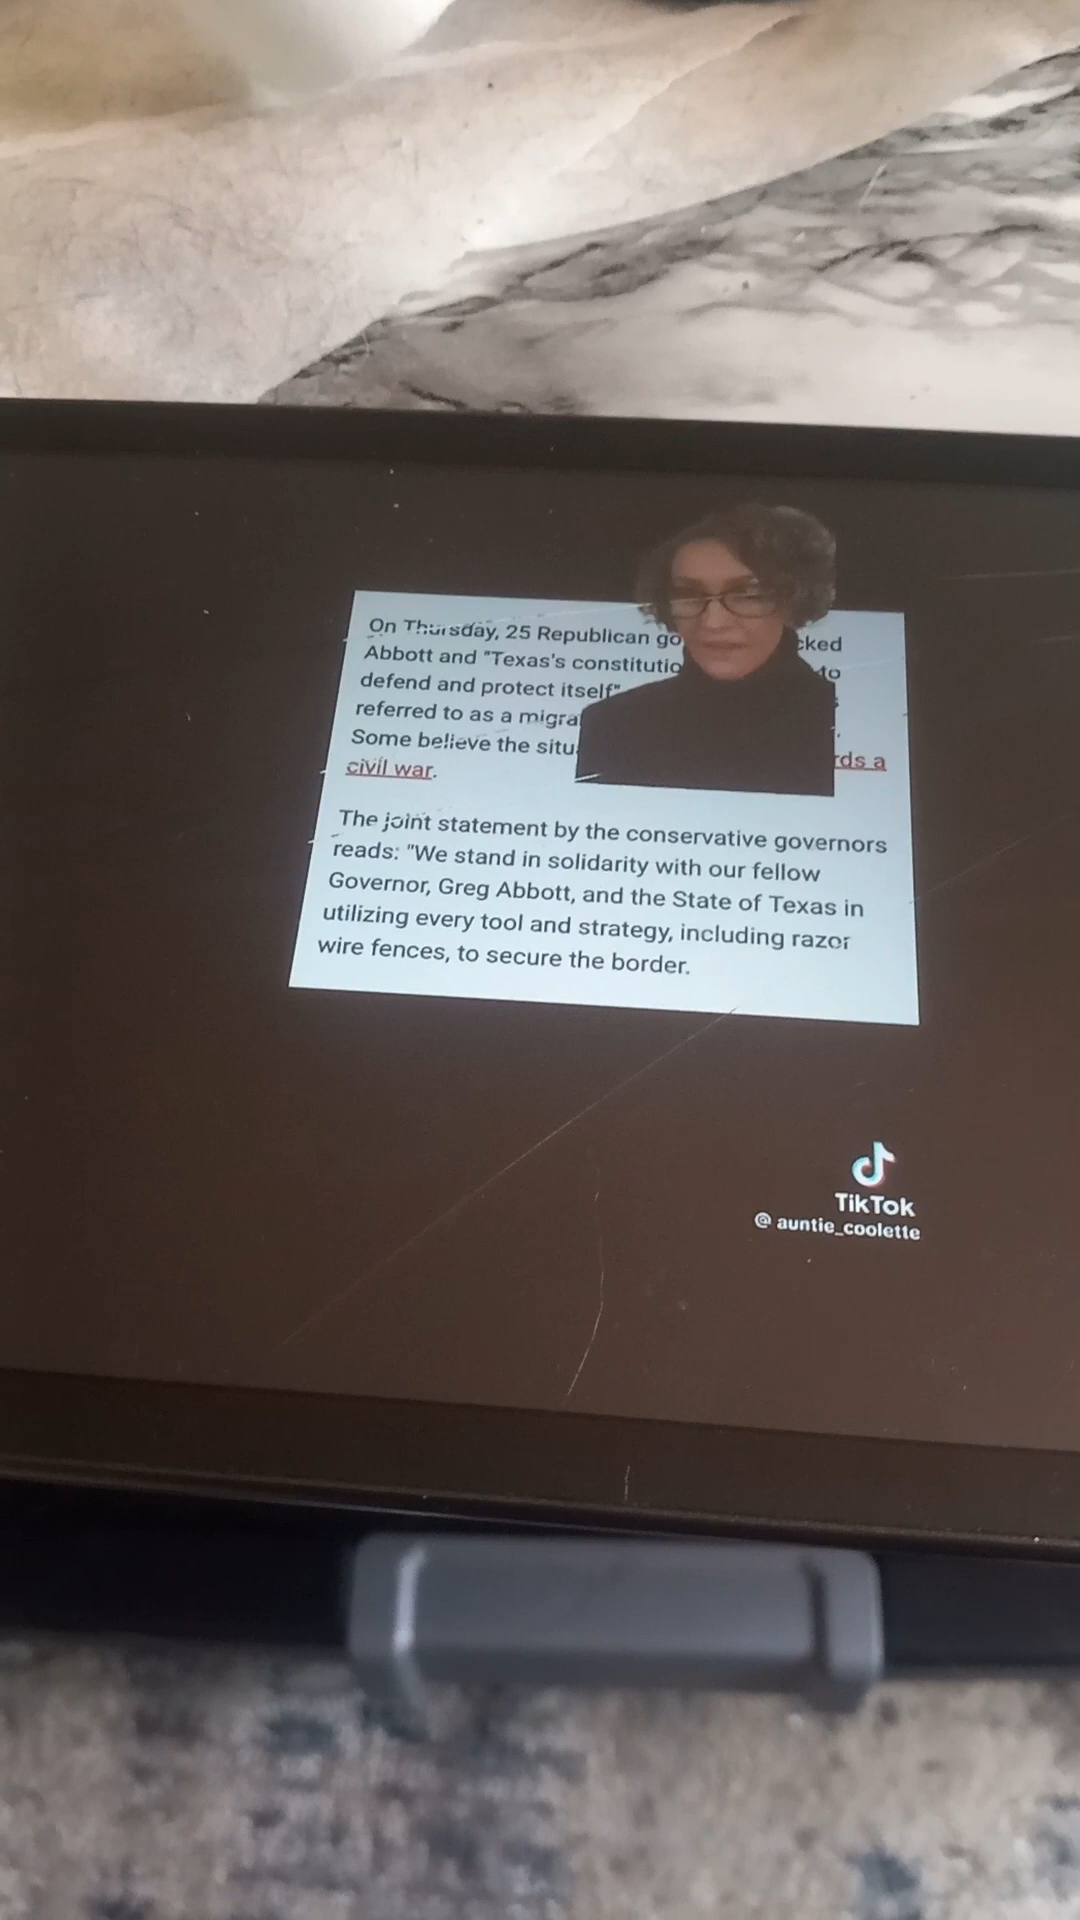 On Thursday, 25 Republican go cked
Abbott and "Texas's constitutio to
defend and protect itself"
referred to as a migra
Some believe the situ rds a
civil war.
The joint statement by the conservative governors
reads: "We stand in solidarity with our fellow
Governor, Greg Abbott, and the State of Texas in
utilizing every tool and strategy, including razor
wire fences, to secure the border.
TikTok
@ auntie_coolette